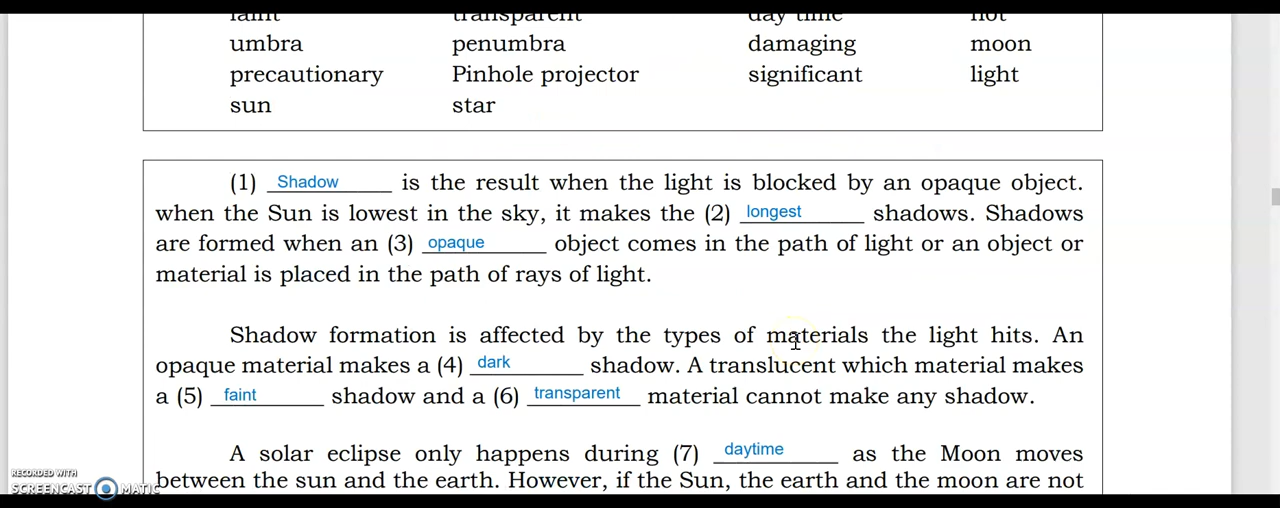 faint transparent day time hot
umbra penumbra damaging moon
precautionary Pinhole projector significant light
sun star
(1) Shadow is the result when the light is blocked by an opaque object.
when the Sun is lowest in the sky, it makes the (2) longest shadows. Shadows
are formed when an (3) opaque object comes in the path of light or an object or
material is placed in the path of rays of light.
Shadow formation is affected by the types of materials the light hits. An
opaque material makes a (4) dark shadow. A translucent which material makes
a (5) faint shadow and a (6) transparent material cannot make any shadow.
A solar eclipse only happens during (7) daytime as the Moon moves
between the sun and the earth. However, if the Sun, the earth and the moon are not
RECORDED WITH
SCREENCAST MATIC